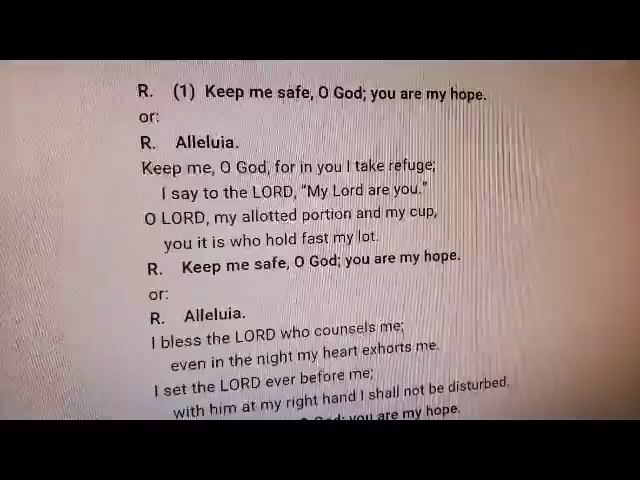 R. (1) Keep me safe, O God; you are my hope.
or:
R. Alleluia.
Keep me, O God, for in you I take refuge;
I say to the LORD, "My Lord are you."
O LORD, my allotted portion and my cup,
you it is who hold fast my lot.
R. Keep me safe, O God; you are my hope.
or:
R. Alleluia.
I bless the LORD who counsels me;
even in the night my heart exhorts me.
I set the LORD ever before me;
with him at my right hand I shall not be disturbed.
God; you are my hope.